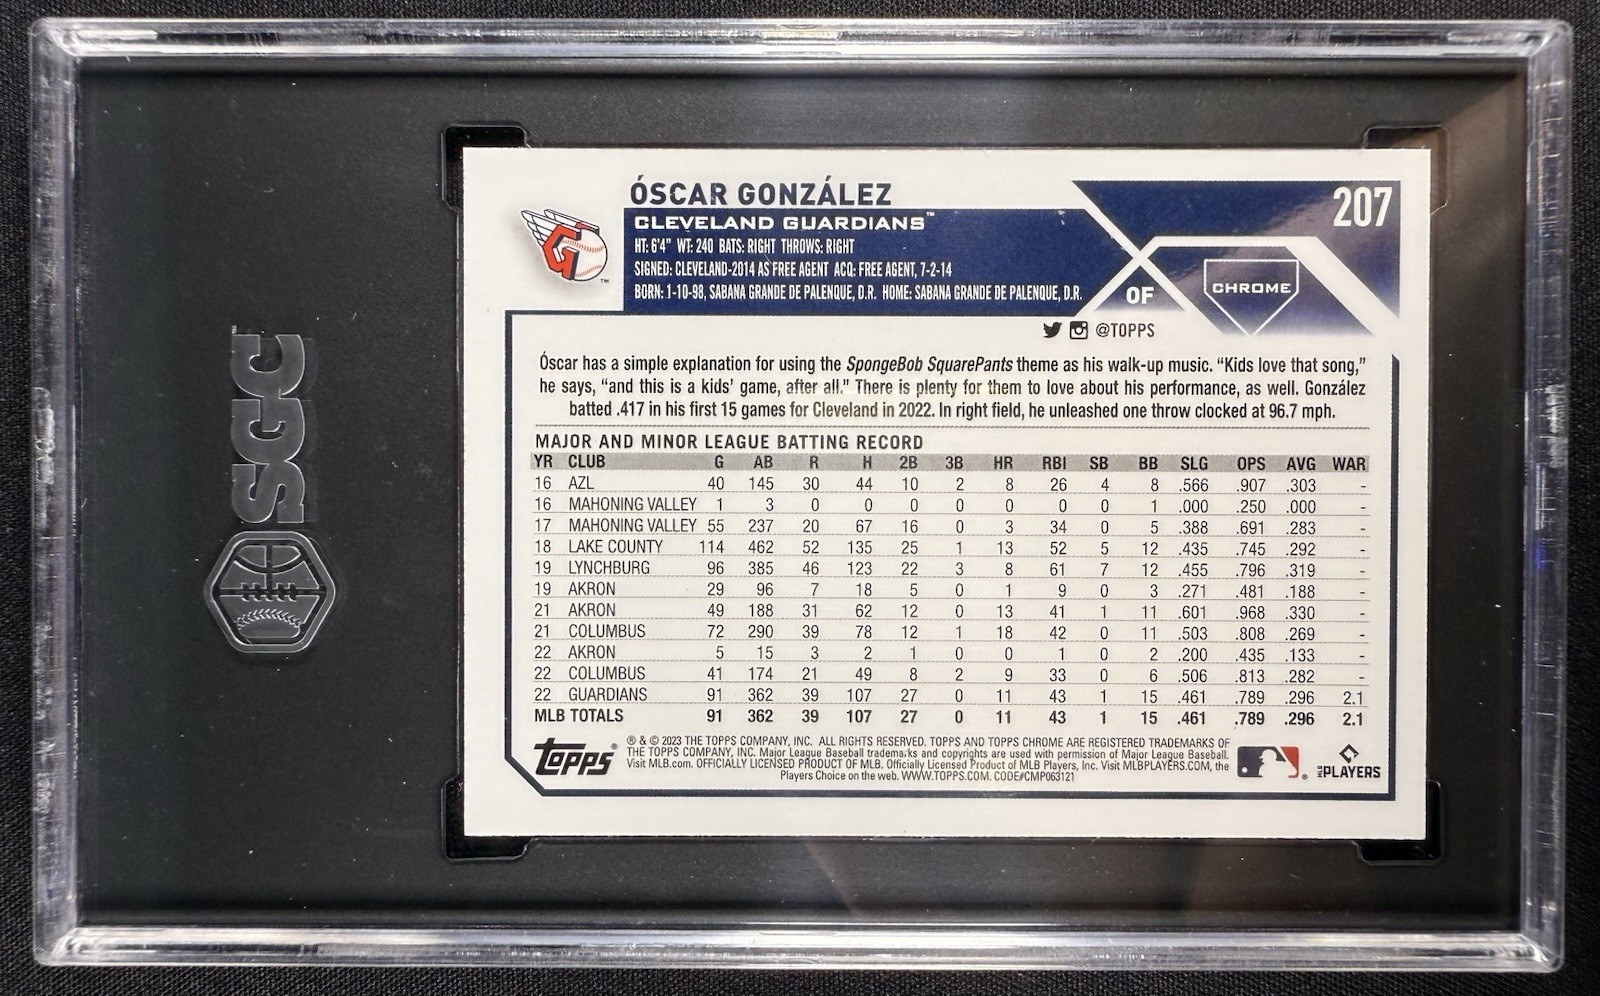 SGC
ÓSCAR GONZÁLEZ
207
CLEVELAND GUARDIANS™
HT: 6'4" WT: 240 BATS: RIGHT THROWS: RIGHT
SIGNED: CLEVELAND-2014 AS FREE AGENT ACQ: FREE AGENT, 7-2-14
BORN: 1-10-98, SABANA GRANDE DE PALENQUE, D.R. HOME: SABANA GRANDE DE PALENQUE, D.R.
OF
CHROME
@TOPPS
Óscar has a simple explanation for using the SpongeBob SquarePants theme as his walk-up music. “Kids love that song,”
he says, “and this is a kids’ game, after all.” There is plenty for them to love about his performance, as well. González
batted .417 in his first 15 games for Cleveland in 2022. In right field, he unleashed one throw clocked at 96.7 mph.
MAJOR AND MINOR LEAGUE BATTING RECORD
YR CLUB G AB R H 2B 3B HR RBI SB BB SLG OPS AVG WAR
16 AZL 40 145 30 44 10 2 8 26 4 8 .566 .907 .303 -
16 MAHONING VALLEY 1 3 0 0 0 0 0 0 0 1 .000 .250 .000 -
17 MAHONING VALLEY 55 237 20 67 16 0 3 34 0 5 .388 .691 .283 -
18 LAKE COUNTY 114 462 52 135 25 1 13 52 5 12 .435 .745 .292 -
19 LYNCHBURG 96 385 46 123 22 3 8 61 7 12 .455 .796 .319 -
19 AKRON 29 96 7 18 5 0 1 9 0 3 .271 .481 .188 -
21 AKRON 49 188 31 62 12 0 13 41 1 11 .601 .968 .330 -
21 COLUMBUS 72 290 39 78 12 1 18 42 0 11 .503 .808 .269 -
22 AKRON 5 15 3 2 1 0 0 1 0 2 .200 .435 .133 -
22 COLUMBUS 41 174 21 49 8 2 9 33 0 6 .506 .813 .282 -
22 GUARDIANS 91 362 39 107 27 0 11 43 1 15 .461 .789 .296 2.1
MLB TOTALS 91 362 39 107 27 0 11 43 1 15 .461 .789 .296 2.1
Topps®
® & © 2023 THE TOPPS COMPANY, INC. ALL RIGHTS RESERVED. TOPPS AND TOPPS CHROME ARE REGISTERED TRADEMARKS OF
THE TOPPS COMPANY, INC. Major League Baseball trademarks and copyrights are used with permission of Major League Baseball.
Visit MLB.com. OFFICIALLY LICENSED PRODUCT OF MLB. Officially Licensed Product of MLB Players, Inc. Visit MLBPLAYERS.COM, the
Players Choice on the web. WWW.TOPPS.COM. CODE#CMP063121
MLB PLAYERS